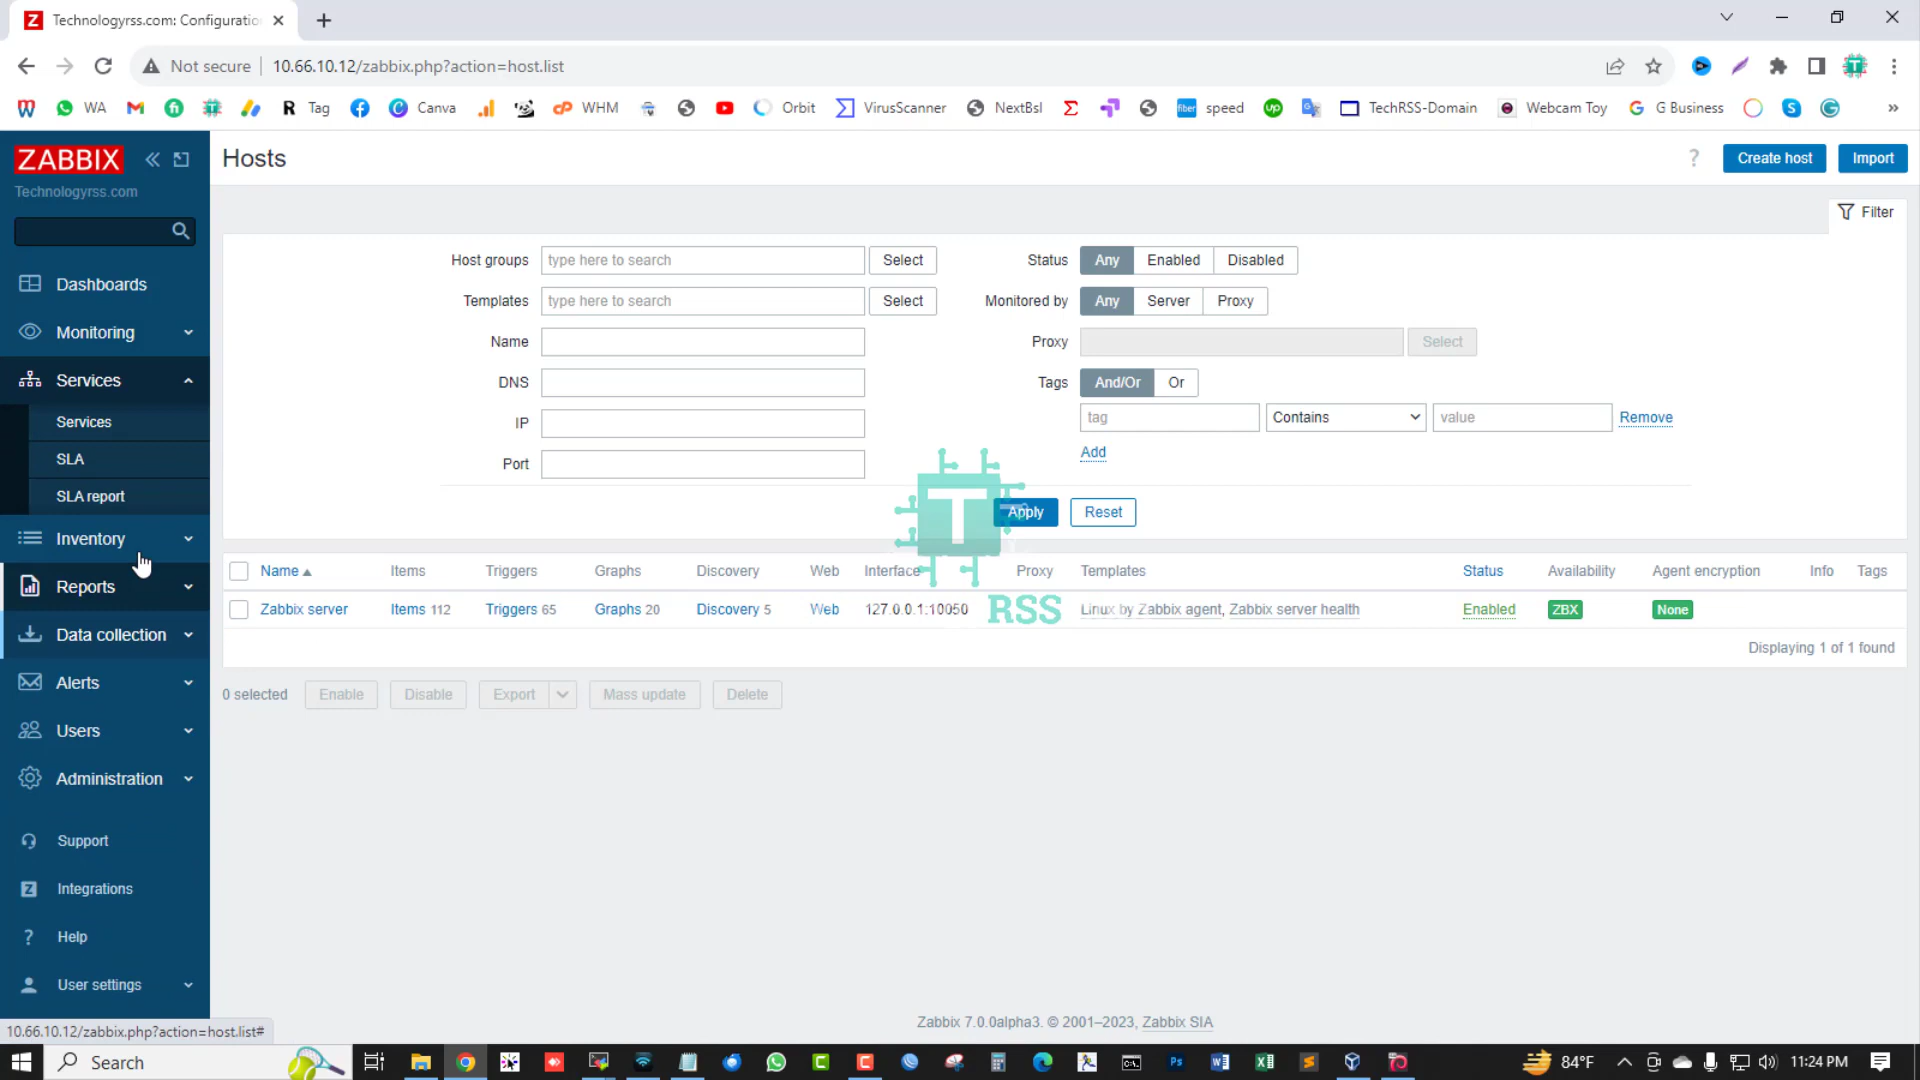 Technologyrss.com: Configuratio
Not secure
10.66.10.12/zabbix.php?action=host.list
WA
Tag
Canva
WHM
Orbit
VirusScanner
NextBsl
speed
TechRSS-Domain
Webcam Toy
G Business
ZABBIX
Technologyrss.com
Dashboards
Monitoring
Services
Services
SLA
SLA report
Inventory
Reports
Data collection
Alerts
Users
Administration
Support
Integrations
Help
User settings
10.66.10.12/zabbix.php?action=host.list#
Hosts
? Create host Import
Filter
Host groups type here to search Select
Templates type here to search Select
Name
DNS
IP
Port
Status Any Enabled Disabled
Monitored by Any Server Proxy
Proxy Select
Tags And/Or Or
tag Contains value Remove
Add
Apply Reset
T
RSS
Name Items Triggers Graphs Discovery Web Interface Proxy Templates Status Availability Agent encryption Info Tags
Zabbix server Items 112 Triggers 65 Graphs 20 Discovery 5 Web 127.0.0.1:10050 Linux by Zabbix agent, Zabbix server health Enabled ZBX None
Displaying 1 of 1 found
0 selected Enable Disable Export Mass update Delete
Zabbix 7.0.0alpha3. © 2001–2023, Zabbix SIA
Search
84°F
11:24 PM